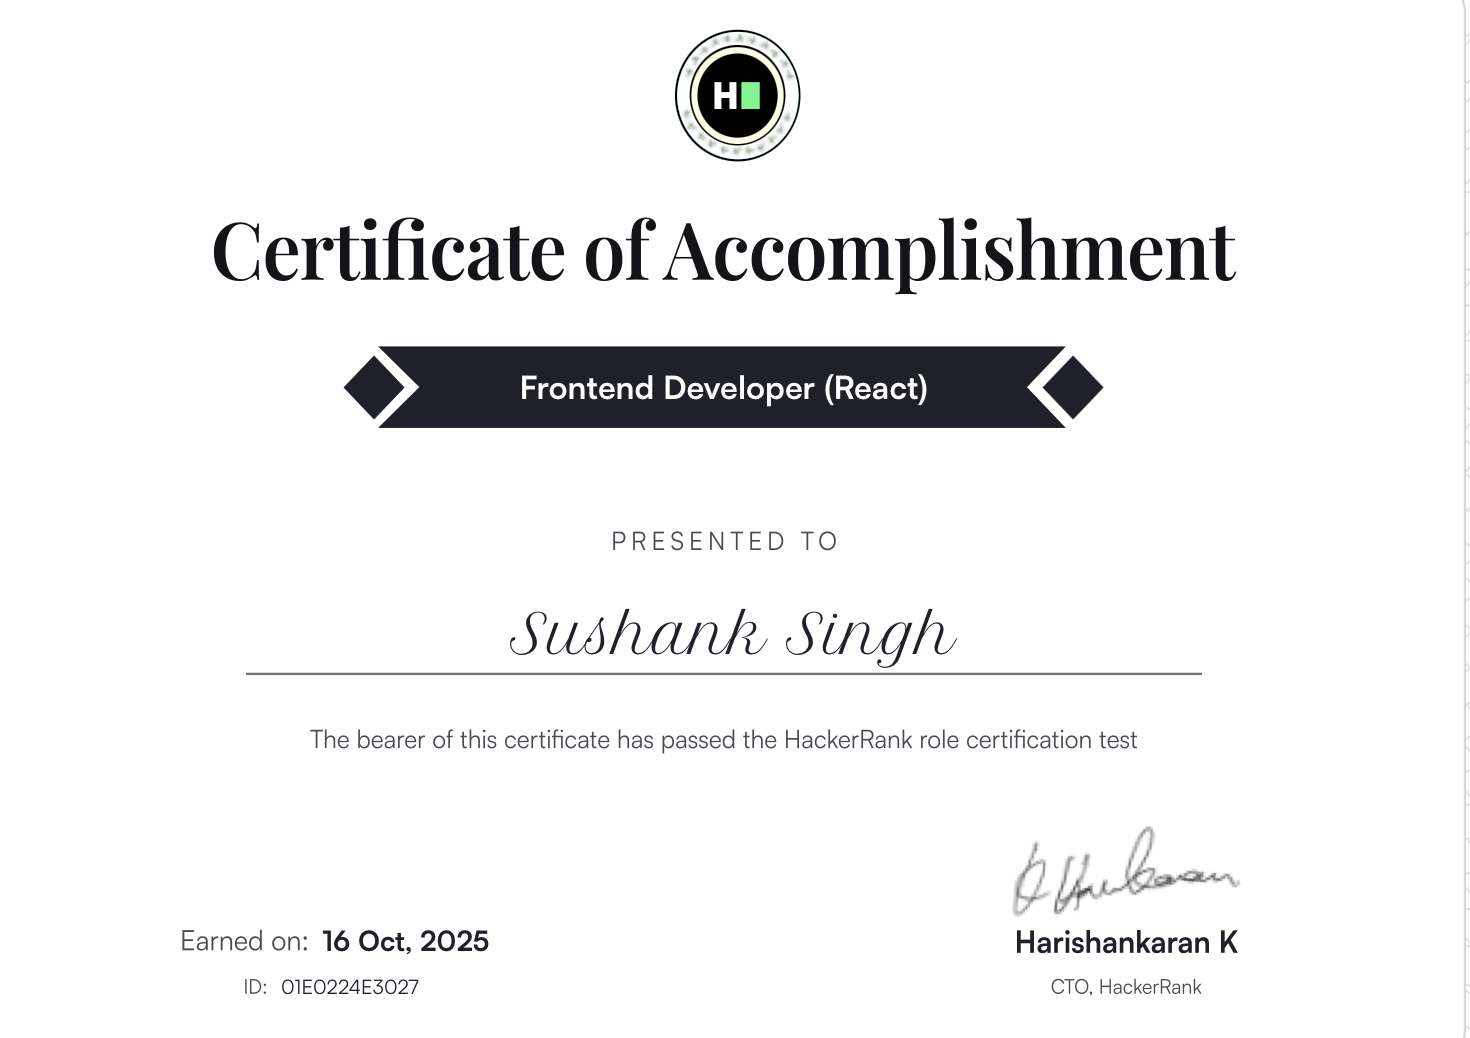 H
Certificate of Accomplishment
Frontend Developer (React)
PRESENTED TO
Sushank Singh
The bearer of this certificate has passed the HackerRank role certification test
Earned on: 16 Oct, 2025
ID: 01E0224E3027
Harishankaran K
CTO, HackerRank